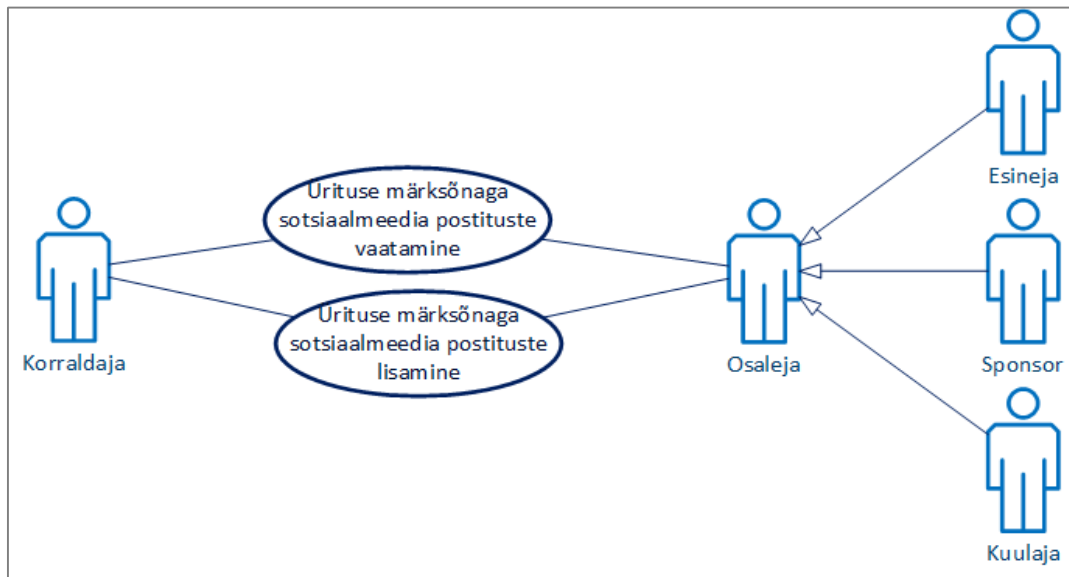 Esineja
Ürituse märksõnaga
sotsiaalmeedia postituste
vaatamine
Korraldaja
Ürituse märksõnaga
sotsiaalmeedia postituste
lisamine
Osaleja
Sponsor
Kuulaja